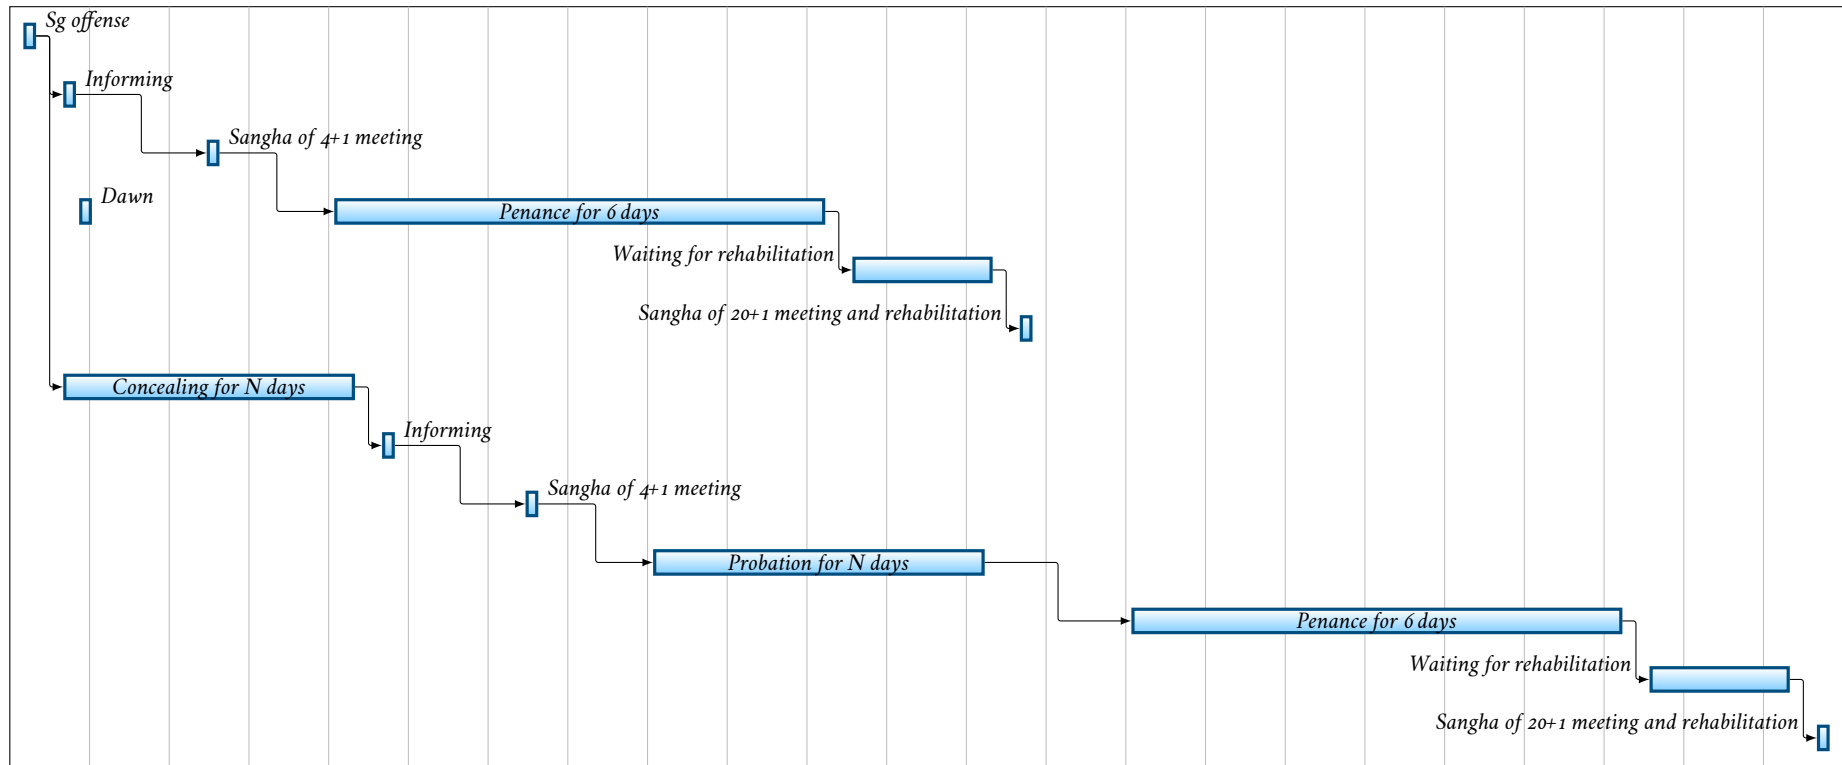 Sg offense
Informing
Sangha of 4+1 meeting
Dawn
Penance for 6 days
Waiting for rehabilitation
Sangha of 20+1 meeting and rehabilitation
Concealing for N days
Informing
Sangha of 4+1 meeting
Probation for N days
Penance for 6 days
Waiting for rehabilitation
Sangha of 20+1 meeting and rehabilitation